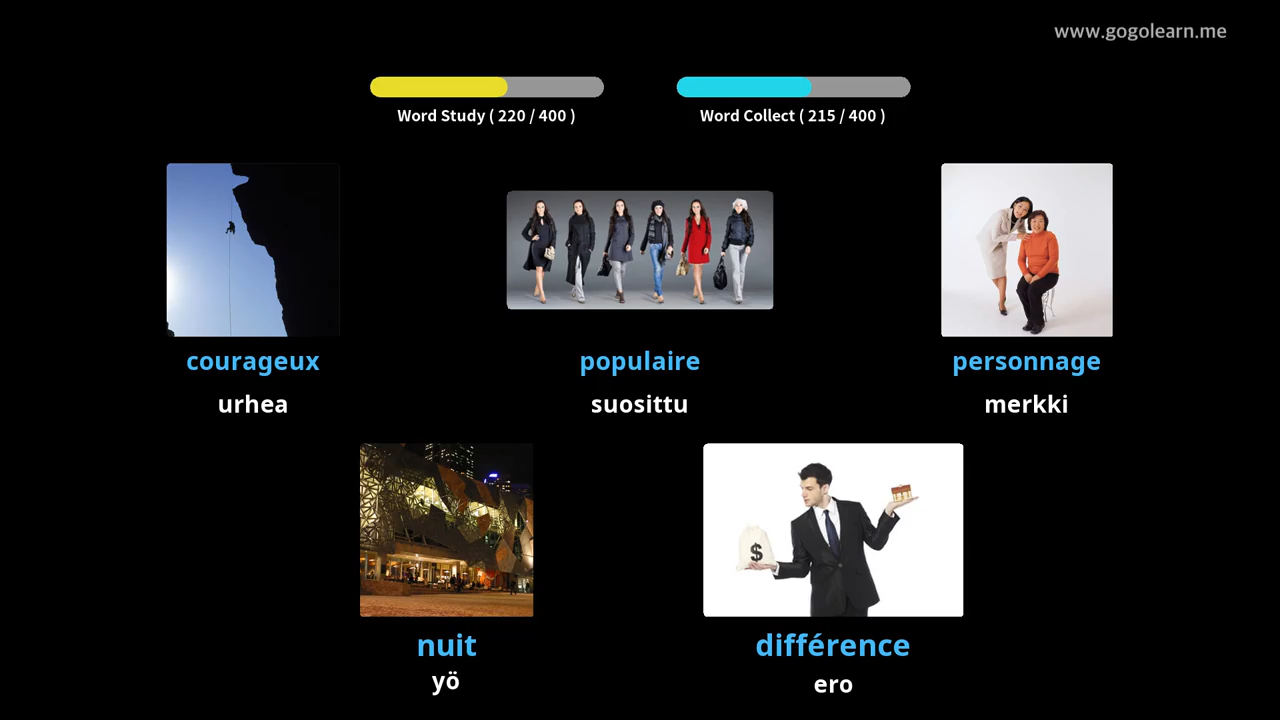 www.gogolearn.me
Word Study ( 220 / 400 )
Word Collect ( 215 / 400 )
courageux
populaire
personnage
urhea
suosittu
merkki
$
nuit
différence
yö
ero